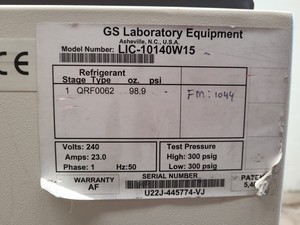 GS Laboratory Equipment
Asheville, N.C., U.S.A.
Model Number: LIC-10140W15
Refrigerant
Stage Type oz. psi
1 QRF0062 98.9 -
FM: 1044
Volts: 240
Amps: 23.0
Phase: 1 Hz:50
Test Pressure
High: 300 psig
Low: 300 psig
WARRANTY
AF
SERIAL NUMBER
U22J-445774-VJ
PATEN
5,40
CE